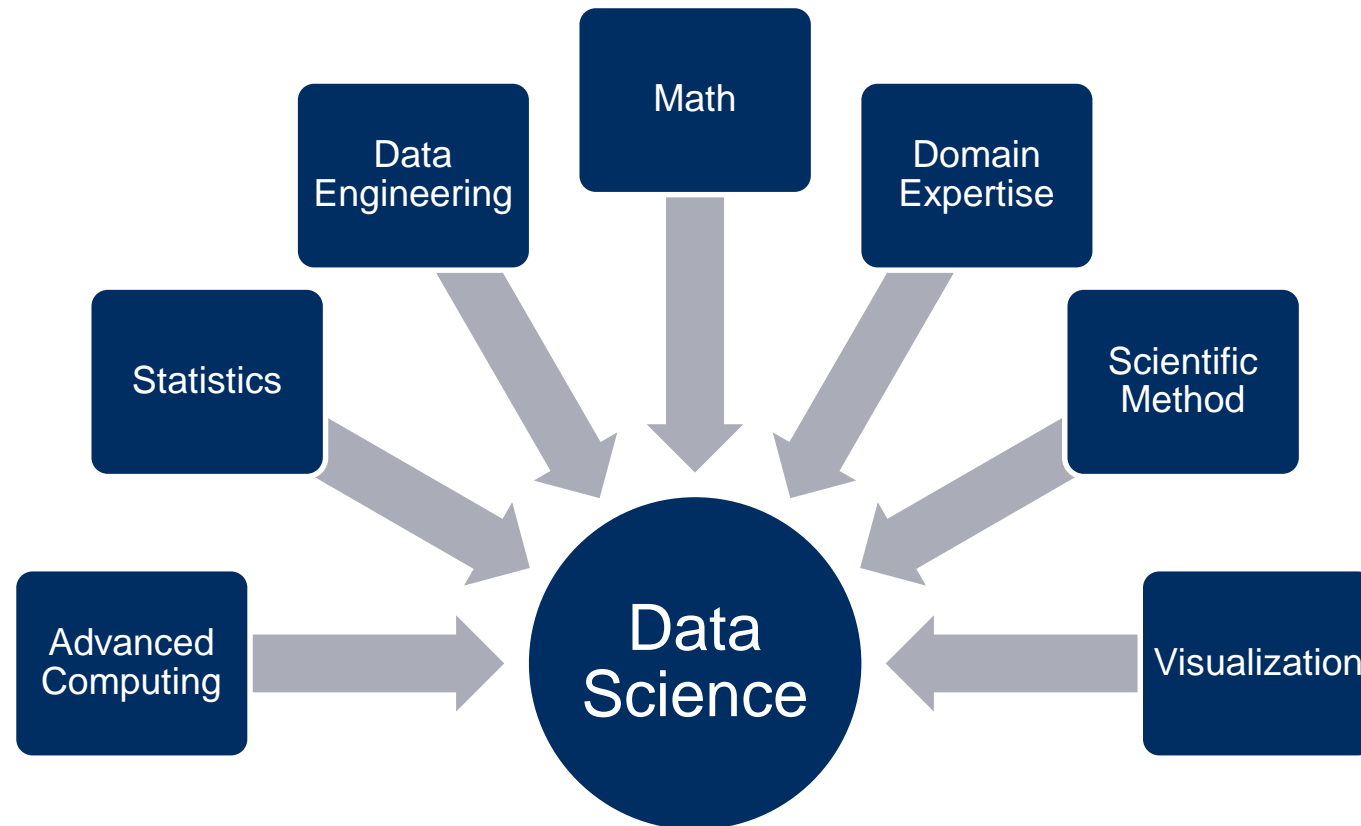 Math
Data
Engineering
Domain
Expertise
Statistics
Scientific
Method
Advanced
Computing
Data
Science
Visualization